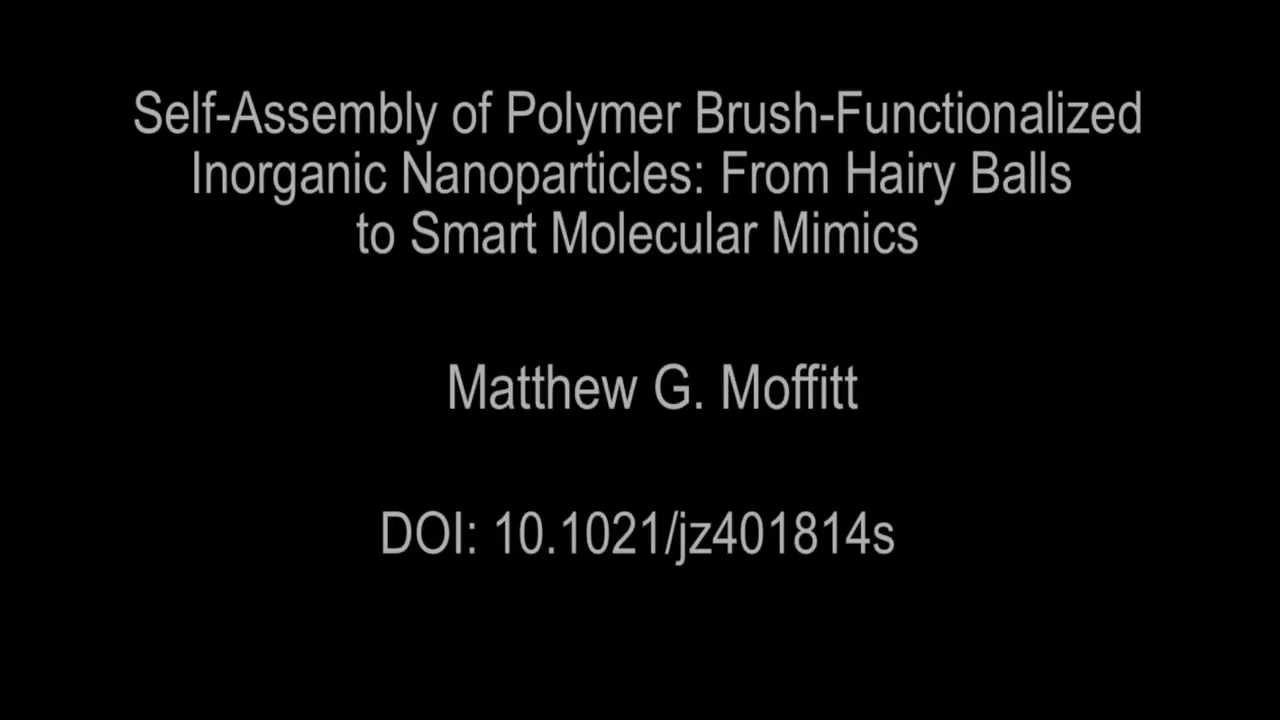 Self-Assembly of Polymer Brush-Functionalized
Inorganic Nanoparticles: From Hairy Balls
to Smart Molecular Mimics
Matthew G. Moffitt
DOI: 10.1021/jz401814s